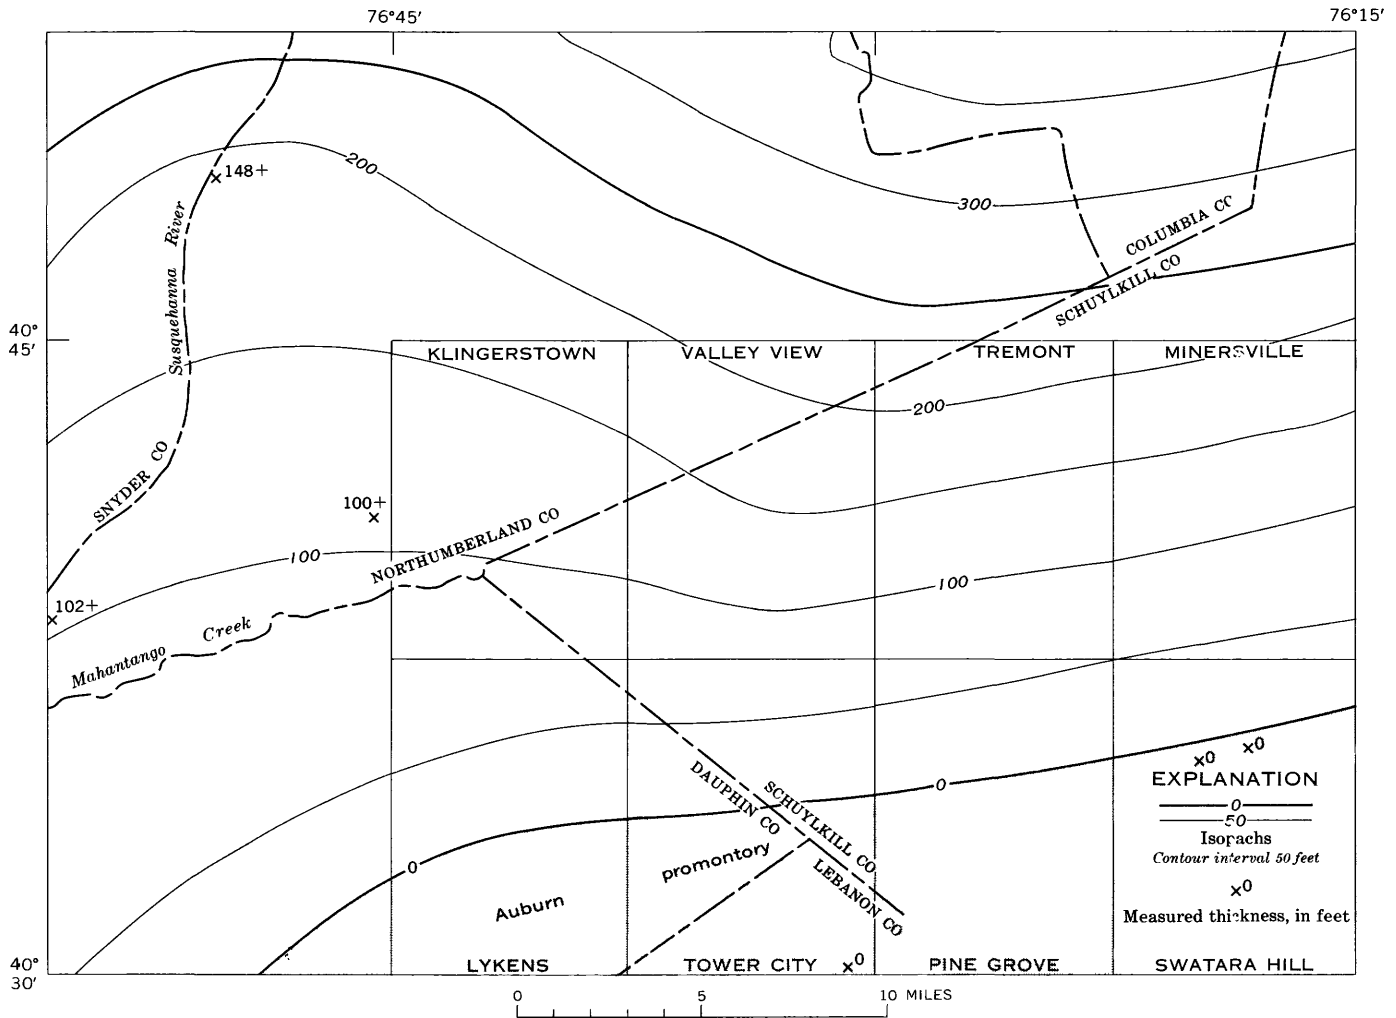 76°45′
76°15′
200
148+
300
Susquehanna River
COLUMBIA CO
SCHUYLKILL CO
40°
45′
KLINGERSTOWN
VALLEY VIEW
TREMONT
MINERSVILLE
200
SNYDER CO
100+
NORTHUMBERLAND CO
100
100
102+
Mahantango Creek
0
0
×0
×0
EXPLANATION
0
50
Isopachs
Contour interval 50 feet
×0
Measured thickness, in feet
DAUPHIN CO
SCHUYLKILL CO
LEBANON CO
0
Auburn promontory
40°
30′
LYKENS
TOWER CITY
×0
PINE GROVE
SWATARA HILL
0
5
10 MILES